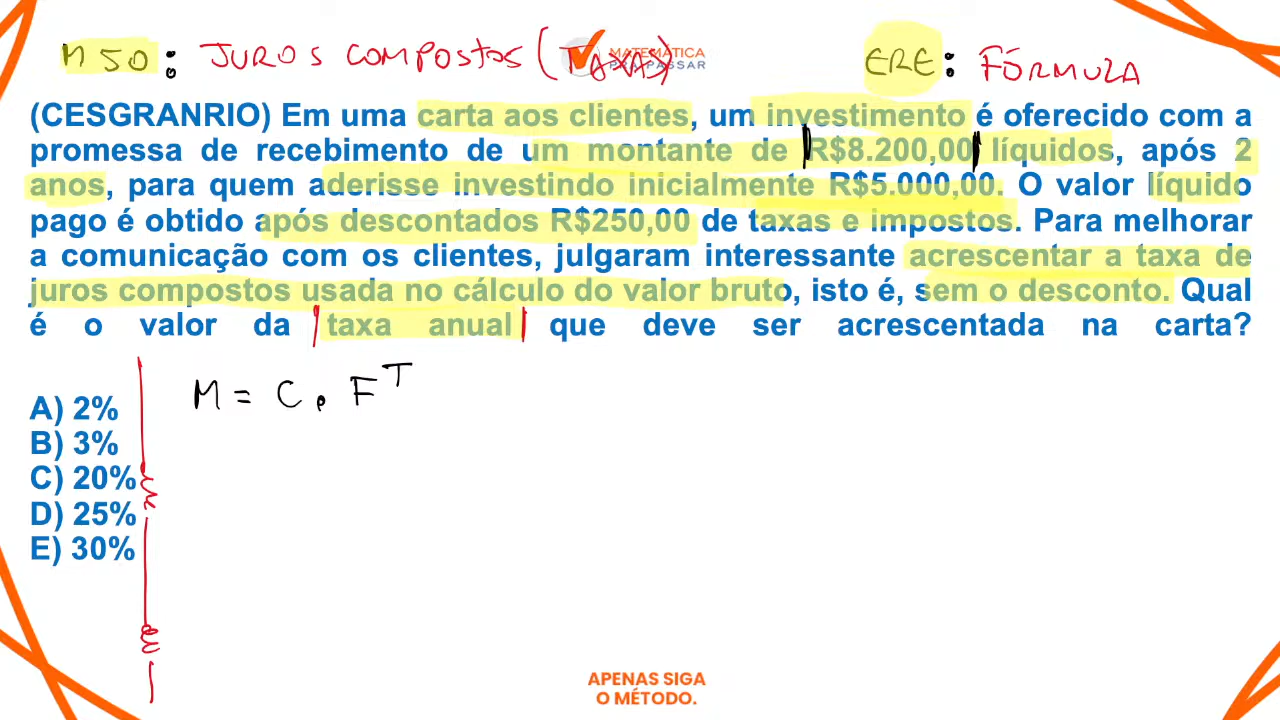 M50: JUROS COMPOSTOS (TAXAS)
MATEMÁTICA
PRA PASSAR
ERE: FÓRMULA
(CESGRANRIO) Em uma carta aos clientes, um investimento é oferecido com a
promessa de recebimento de um montante de R$8.200,00 líquidos, após 2
anos, para quem aderisse investindo inicialmente R$5.000,00. O valor líquido
pago é obtido após descontados R$250,00 de taxas e impostos. Para melhorar
a comunicação com os clientes, julgaram interessante acrescentar a taxa de
juros compostos usada no cálculo do valor bruto, isto é, sem o desconto. Qual
é o valor da taxa anual que deve ser acrescentada na carta?
M = C . F^T
A) 2%
B) 3%
C) 20%
D) 25%
E) 30%
APENAS SIGA
O MÉTODO.